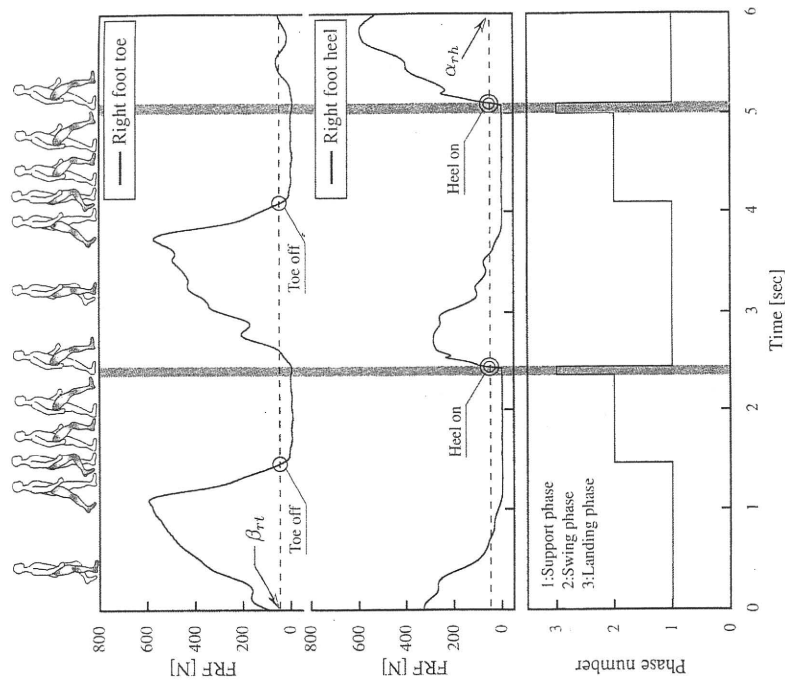 Right foot toe
800
600
400
200
0
FRF [N]
β_rt
Toe off
Toe off
Right foot heel
800
600
400
200
0
FRF [N]
Heel on
Heel on
α_rh
1:Support phase
2:Swing phase
3:Landing phase
3
2
1
0
Phase number
0 1 2 3 4 5 6
Time [sec]